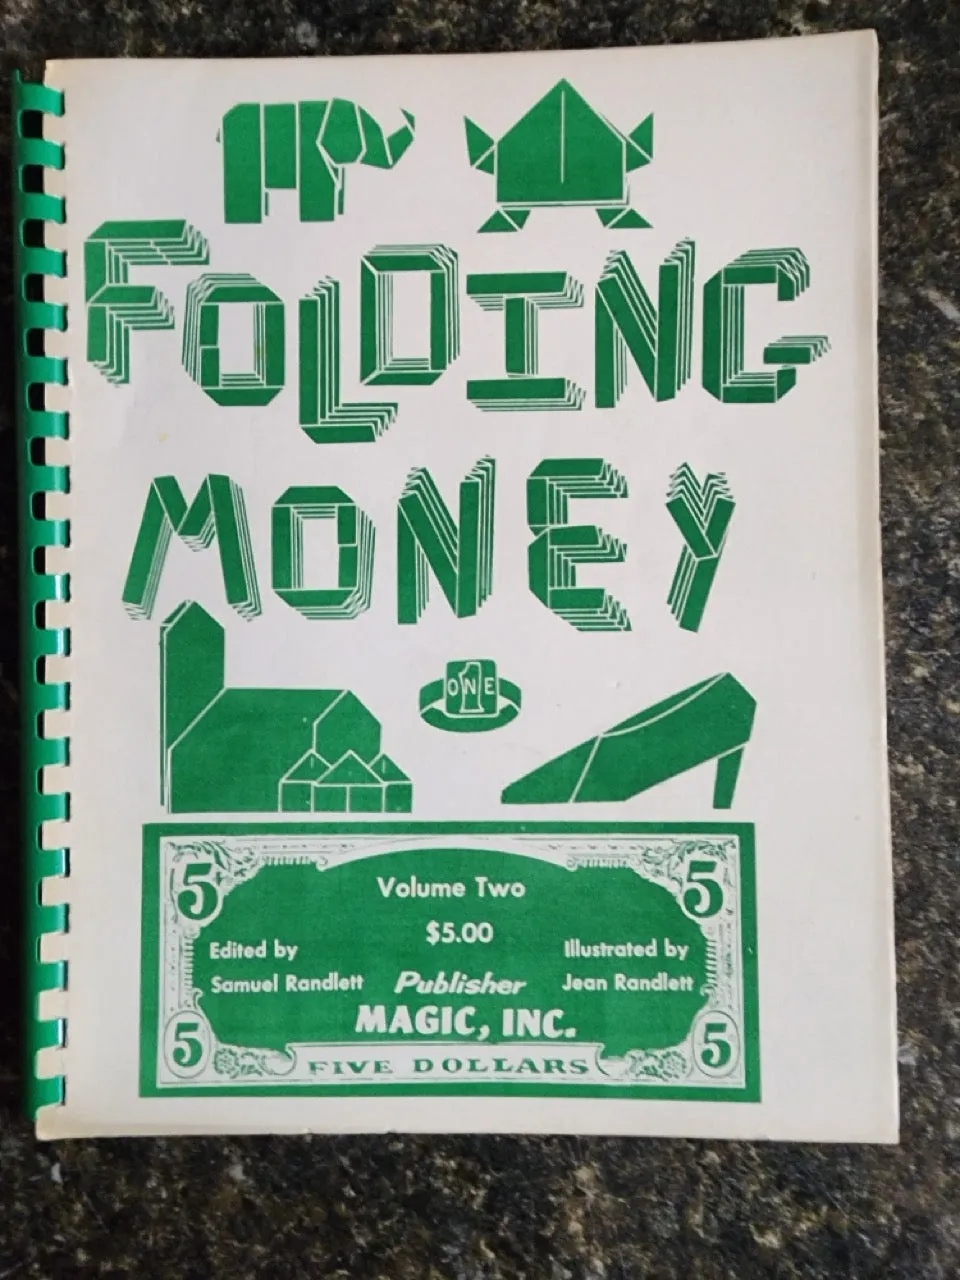 FOLDING
MONEY
ONE
1
5 5
Volume Two
$5.00
Edited by
Samuel Randlett
Illustrated by
Jean Randlett
Publisher
MAGIC, INC.
5 5
FIVE DOLLARS